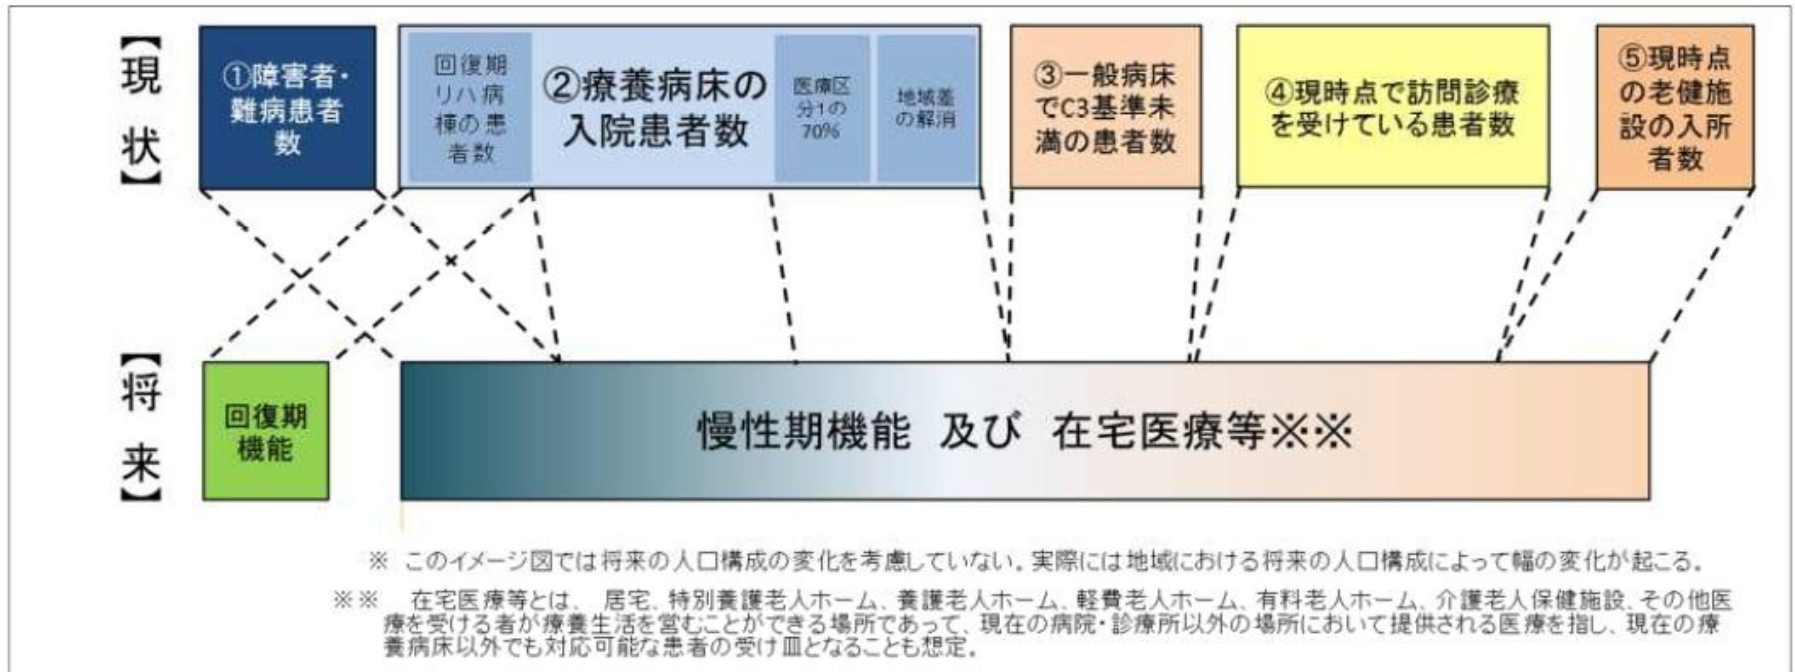 【現状】
①障害者・
難病患者
数
回復期
リハ病
棟の患
者数
②療養病床の
入院患者数
医療区
分1の
70%
地域差
の解消
③一般病床
でC3基準未
満の患者数
④現時点で訪問診療
を受けている患者数
⑤現時点
の老健施
設の入所
者数
【将来】
回復期
機能
慢性期機能 及び 在宅医療等※※
※ このイメージ図では将来の人口構成の変化を考慮していない。実際には地域における将来の人口構成によって幅の変化が起こる。
※※ 在宅医療等とは、 居宅、特別養護老人ホーム、養護老人ホーム、軽費老人ホーム、有料老人ホーム、介護老人保健施設、その他医
療を受ける者が療養生活を営むことができる場所であって、現在の病院・診療所以外の場所において提供される医療を指し、現在の療
養病床以外でも対応可能な患者の受け皿となることも想定。